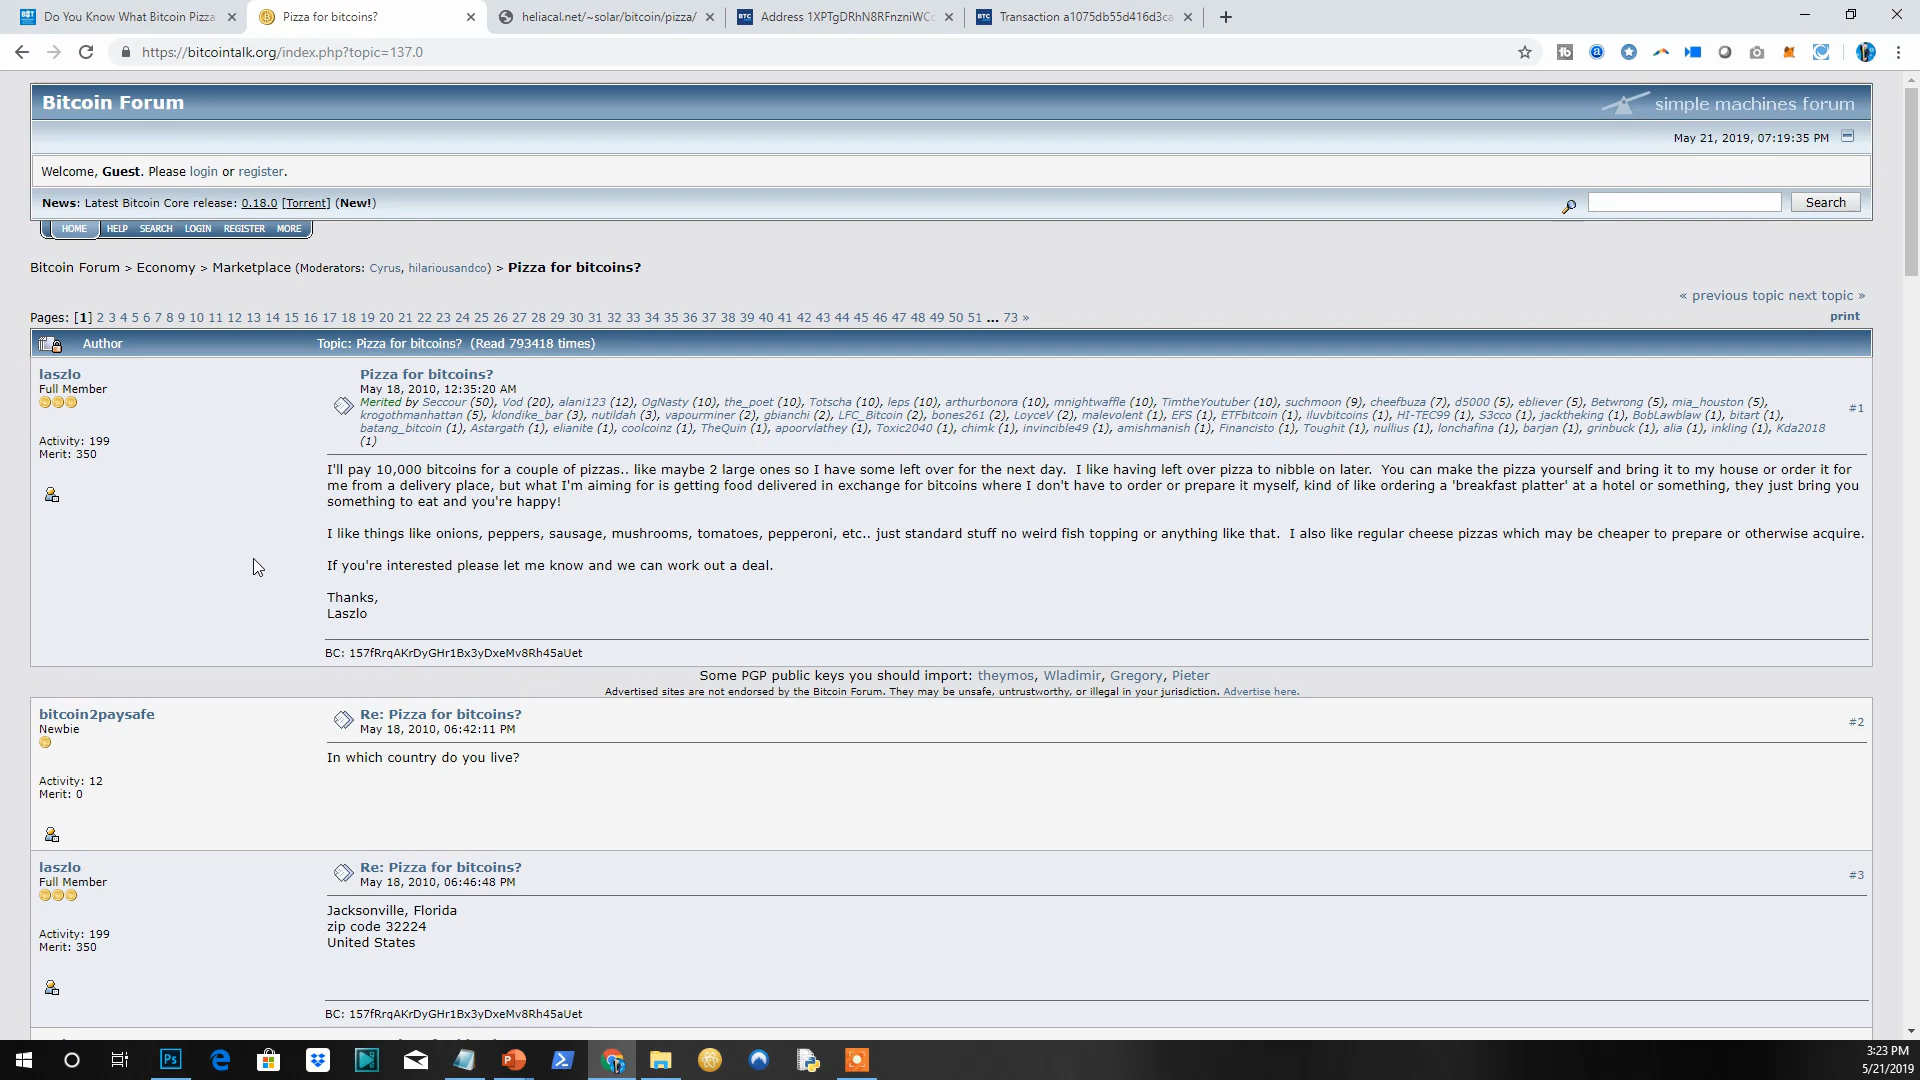 Do You Know What Bitcoin Pizza
Pizza for bitcoins?
heliacal.net/~solar/bitcoin/pizza/
Address 1XPTgDRhN8RFnzniWC
Transaction a1075db55d416d3ca
https://bitcointalk.org/index.php?topic=137.0
Bitcoin Forum
simple machines forum
May 21, 2019, 07:19:35 PM
Welcome, Guest. Please login or register.
News: Latest Bitcoin Core release: 0.18.0 [Torrent] (New!)
Search
HOME HELP SEARCH LOGIN REGISTER MORE
Bitcoin Forum > Economy > Marketplace (Moderators: Cyrus, hilariousandco) > Pizza for bitcoins?
« previous topic next topic »
Pages: [1] 2 3 4 5 6 7 8 9 10 11 12 13 14 15 16 17 18 19 20 21 22 23 24 25 26 27 28 29 30 31 32 33 34 35 36 37 38 39 40 41 42 43 44 45 46 47 48 49 50 51 ... 73 »
print
Author
Topic: Pizza for bitcoins? (Read 793418 times)
laszlo
Full Member
Activity: 199
Merit: 350
Pizza for bitcoins?
May 18, 2010, 12:35:20 AM
Merited by Seccour (50), Vod (20), alani123 (12), OgNasty (10), the_poet (10), Totscha (10), leps (10), arthurbonora (10), mnightwaffle (10), TimtheYoutuber (10), suchmoon (9), cheefbuza (7), d5000 (5), ebliever (5), Betwrong (5), mia_houston (5),
krogothmanhattan (5), klondike_bar (3), nutildah (3), vapourminer (2), gbianchi (2), LFC_Bitcoin (2), bones261 (2), LoyceV (2), malevolent (1), EFS (1), ETFbitcoin (1), iluvbitcoins (1), HI-TEC99 (1), S3cco (1), jacktheking (1), BobLawblaw (1), bitart (1),
batang_bitcoin (1), Astargath (1), elianite (1), coolcoinz (1), TheQuin (1), apoorvlathey (1), Toxic2040 (1), chimk (1), invincible49 (1), amishmanish (1), Financisto (1), Toughit (1), nullius (1), lonchafina (1), barjan (1), grinbuck (1), alia (1), inkling (1), Kda2018
(1)
#1
I'll pay 10,000 bitcoins for a couple of pizzas.. like maybe 2 large ones so I have some left over for the next day. I like having left over pizza to nibble on later. You can make the pizza yourself and bring it to my house or order it for
me from a delivery place, but what I'm aiming for is getting food delivered in exchange for bitcoins where I don't have to order or prepare it myself, kind of like ordering a 'breakfast platter' at a hotel or something, they just bring you
something to eat and you're happy!
I like things like onions, peppers, sausage, mushrooms, tomatoes, pepperoni, etc.. just standard stuff no weird fish topping or anything like that. I also like regular cheese pizzas which may be cheaper to prepare or otherwise acquire.
If you're interested please let me know and we can work out a deal.
Thanks,
Laszlo
BC: 157fRrqAKrDyGHr1Bx3yDxeMv8Rh45aUet
Some PGP public keys you should import: theymos, Wladimir, Gregory, Pieter
Advertised sites are not endorsed by the Bitcoin Forum. They may be unsafe, untrustworthy, or illegal in your jurisdiction. Advertise here.
bitcoin2paysafe
Newbie
Activity: 12
Merit: 0
Re: Pizza for bitcoins?
May 18, 2010, 06:42:11 PM
#2
In which country do you live?
laszlo
Full Member
Activity: 199
Merit: 350
Re: Pizza for bitcoins?
May 18, 2010, 06:46:48 PM
#3
Jacksonville, Florida
zip code 32224
United States
BC: 157fRrqAKrDyGHr1Bx3yDxeMv8Rh45aUet
Ps
3:23 PM
5/21/2019